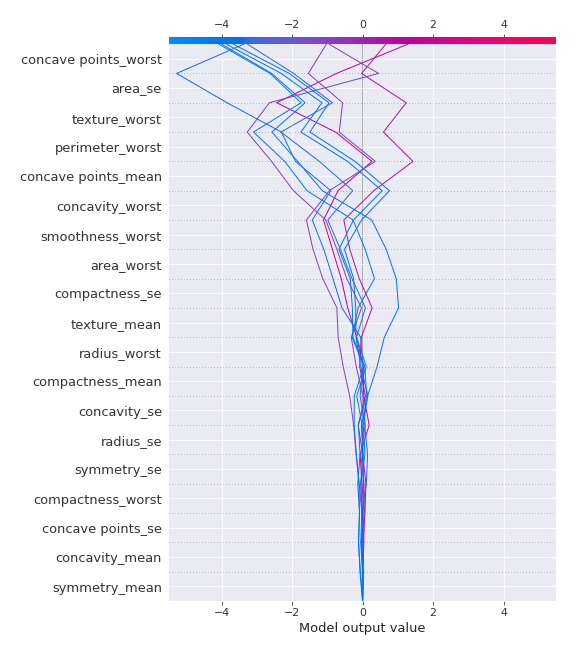 −4 −2 0 2 4
concave points_worst
area_se
texture_worst
perimeter_worst
concave points_mean
concavity_worst
smoothness_worst
area_worst
compactness_se
texture_mean
radius_worst
compactness_mean
concavity_se
radius_se
symmetry_se
compactness_worst
concave points_se
concavity_mean
symmetry_mean
−4 −2 0 2 4
Model output value